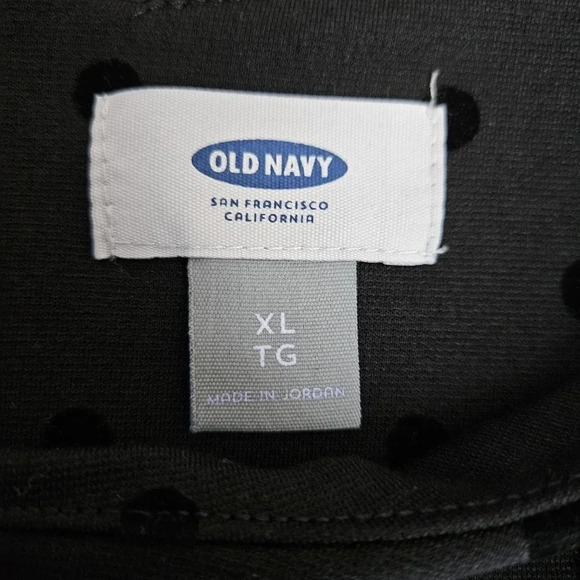 OLD NAVY
SAN FRANCISCO
CALIFORNIA
XL
TG
MADE IN JORDAN